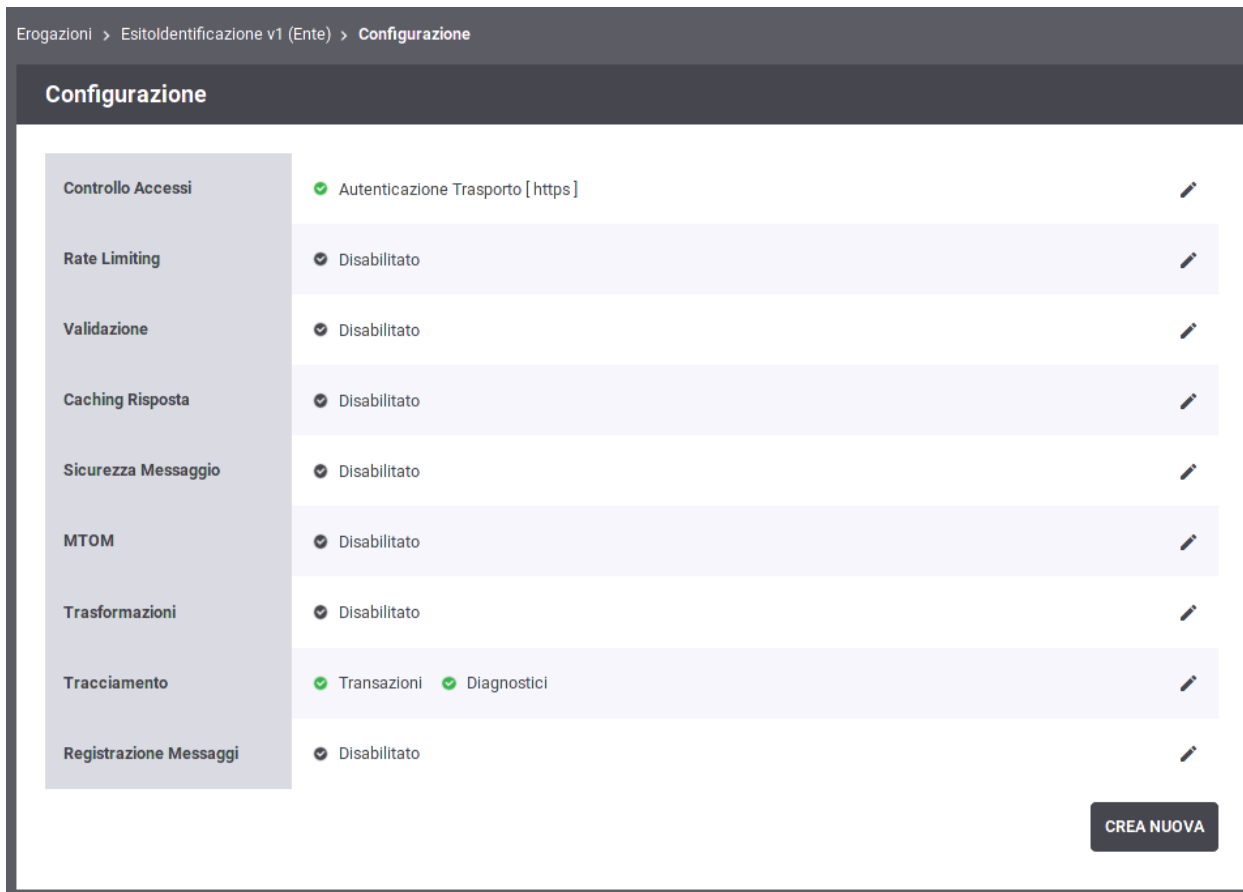 Erogazioni > EsitoIdentificazione v1 (Ente) > Configurazione
Configurazione
Controllo Accessi Autenticazione Trasporto [ https ]
Rate Limiting Disabilitato
Validazione Disabilitato
Caching Risposta Disabilitato
Sicurezza Messaggio Disabilitato
MTOM Disabilitato
Trasformazioni Disabilitato
Tracciamento Transazioni Diagnostici
Registrazione Messaggi Disabilitato
CREA NUOVA